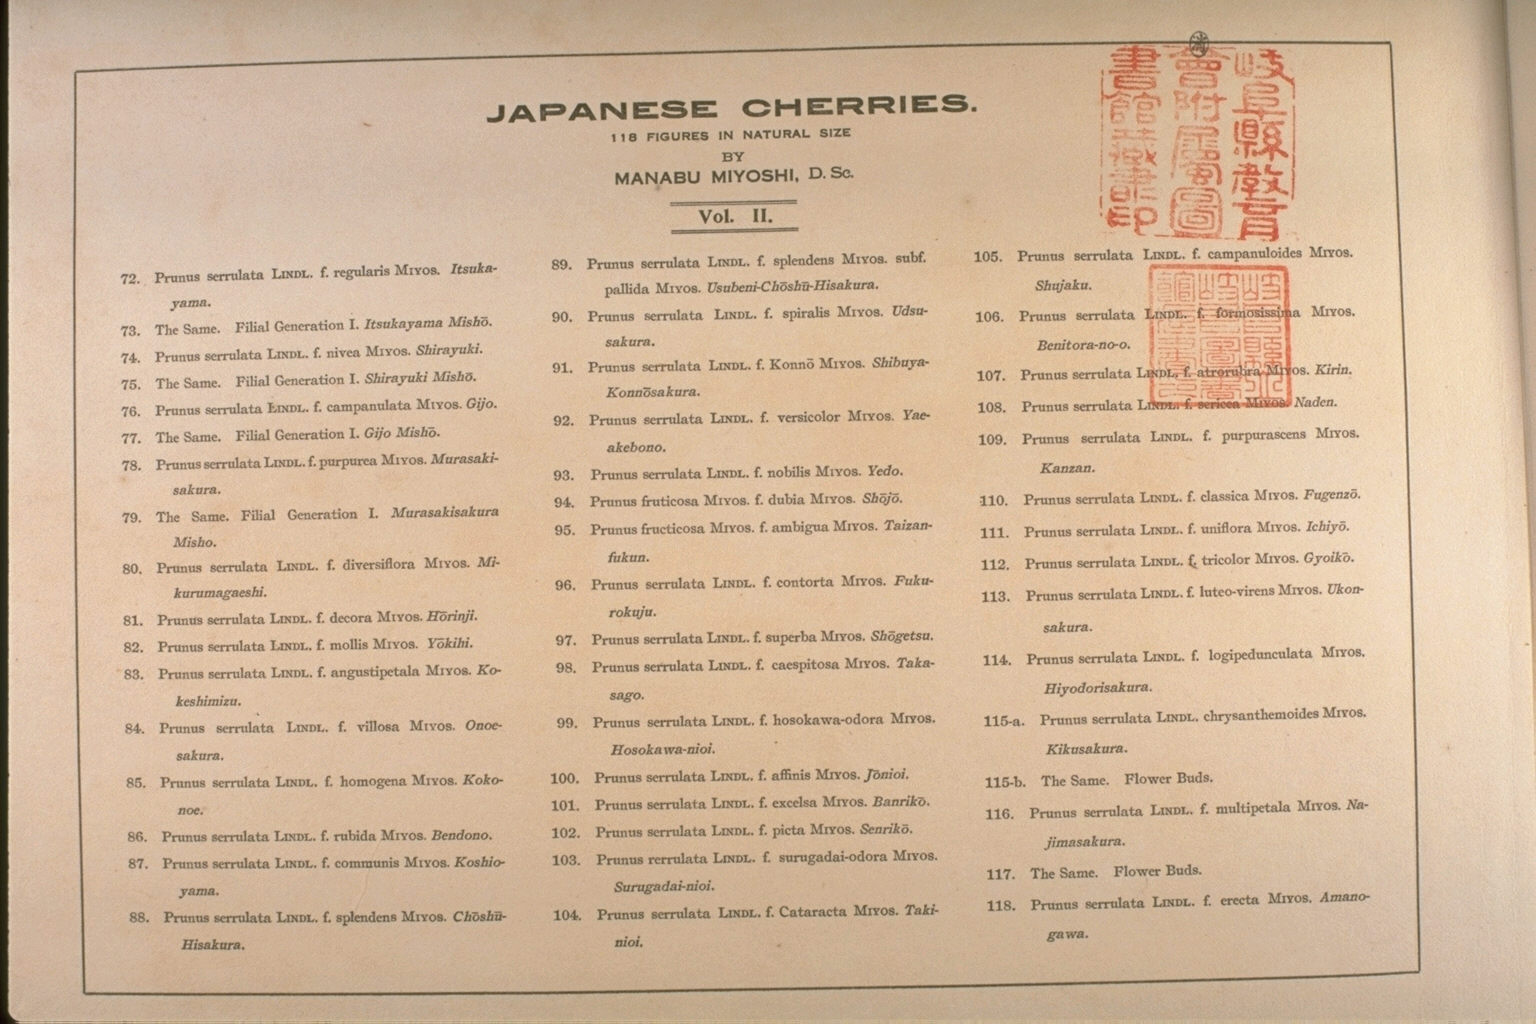 JAPANESE CHERRIES.
118 FIGURES IN NATURAL SIZE
BY
MANABU MIYOSHI, D. Sc.
Vol. II.
72. Prunus serrulata LINDL. f. regularis MIYOS. Itsuka-
yama.
73. The Same. Filial Generation I. Itsukayama Mishō.
74. Prunus serrulata LINDL. f. nivea MIYOS. Shirayuki.
75. The Same. Filial Generation I. Shirayuki Mishō.
76. Prunus serrulata LINDL. f. campanulata MIYOS. Gijo.
77. The Same. Filial Generation I. Gijo Mishō.
78. Prunus serrulata LINDL. f. purpurea MIYOS. Murasaki-
sakura.
79. The Same. Filial Generation I. Murasakisakura
Misho.
80. Prunus serrulata LINDL. f. diversiflora MIYOS. Mi-
kurumagaeshi.
81. Prunus serrulata LINDL. f. decora MIYOS. Hōrinji.
82. Prunus serrulata LINDL. f. mollis MIYOS. Yōkihi.
83. Prunus serrulata LINDL. f. angustipetala MIYOS. Ko-
keshimizu.
84. Prunus serrulata LINDL. f. villosa MIYOS. Onoe-
sakura.
85. Prunus serrulata LINDL. f. homogena MIYOS. Koko-
noe.
86. Prunus serrulata LINDL. f. rubida MIYOS. Bendono.
87. Prunus serrulata LINDL. f. communis MIYOS. Koshio-
yama.
88. Prunus serrulata LINDL. f. splendens MIYOS. Chōshū-
Hisakura.
89. Prunus serrulata LINDL. f. splendens MIYOS. subf.
pallida MIYOS. Usubeni-Chōshū-Hisakura.
90. Prunus serrulata LINDL. f. spiralis MIYOS. Udsu-
sakura.
91. Prunus serrulata LINDL. f. Konnō MIYOS. Shibuya-
Konnōsakura.
92. Prunus serrulata LINDL. f. versicolor MIYOS. Yae-
akebono.
93. Prunus serrulata LINDL. f. nobilis MIYOS. Yedo.
94. Prunus fruticosa MIYOS. f. dubia MIYOS. Shōjō.
95. Prunus fructicosa MIYOS. f. ambigua MIYOS. Taizan-
fukun.
96. Prunus serrulata LINDL. f. contorta MIYOS. Fuku-
rokuju.
97. Prunus serrulata LINDL. f. superba MIYOS. Shōgetsu.
98. Prunus serrulata LINDL. f. caespitosa MIYOS. Taka-
sago.
99. Prunus serrulata LINDL. f. hosokawa-odora MIYOS.
Hosokawa-nioi.
100. Prunus serrulata LINDL. f. affinis MIYOS. Jōnioi.
101. Prunus serrulata LINDL. f. excelsa MIYOS. Banrikō.
102. Prunus serrulata LINDL. f. picta MIYOS. Senrikō.
103. Prunus rerrulata LINDL. f. surugadai-odora MIYOS.
Surugadai-nioi.
104. Prunus serrulata LINDL. f. Cataracta MIYOS. Taki-
nioi.
105. Prunus serrulata LINDL. f. campanuloides MIYOS.
Shujaku.
106. Prunus serrulata LINDL. f. formosissima MIYOS.
Benitora-no-o.
107. Prunus serrulata LINDL. f. atrorubra MIYOS. Kirin.
108. Prunus serrulata LINDL. f. sericea MIYOS. Naden.
109. Prunus serrulata LINDL. f. purpurascens MIYOS.
Kanzan.
110. Prunus serrulata LINDL. f. classica MIYOS. Fugenzō.
111. Prunus serrulata LINDL. f. uniflora MIYOS. Ichiyō.
112. Prunus serrulata LINDL. f. tricolor MIYOS. Gyoikō.
113. Prunus serrulata LINDL. f. luteo-virens MIYOS. Ukon-
sakura.
114. Prunus serrulata LINDL. f. logipedunculata MIYOS.
Hiyodorisakura.
115-a. Prunus serrulata LINDL. chrysanthemoides MIYOS.
Kikusakura.
115-b. The Same. Flower Buds.
116. Prunus serrulata LINDL. f. multipetala MIYOS. Na-
jimasakura.
117. The Same. Flower Buds.
118. Prunus serrulata LINDL. f. erecta MIYOS. Amano-
gawa.
岐阜縣教育
會附属圖
書館藏書印